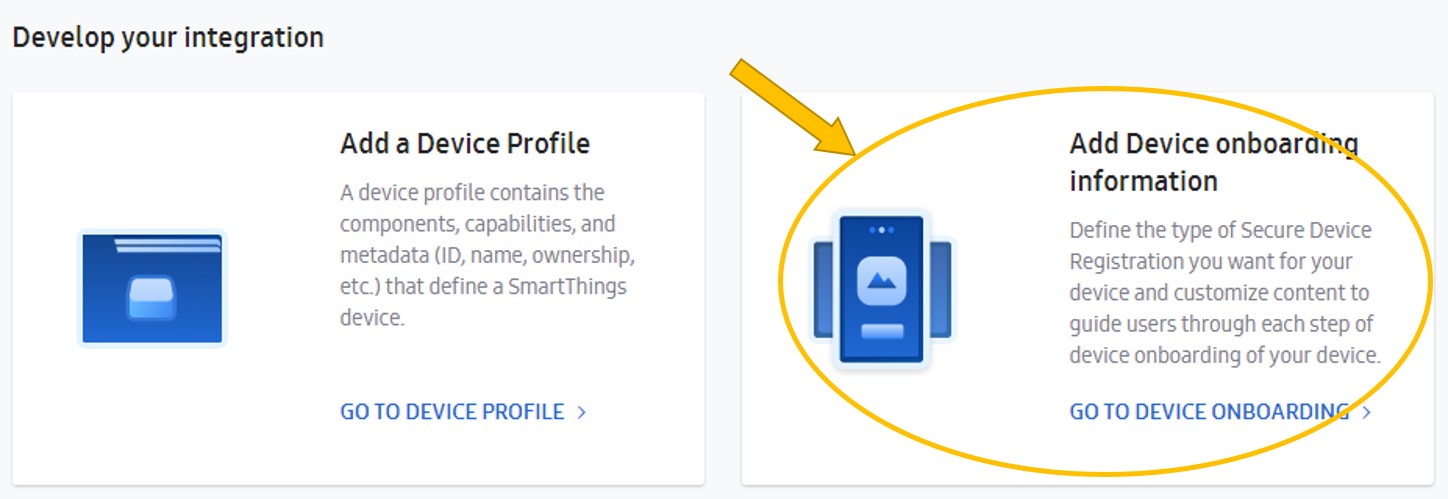 Develop your integration
Add a Device Profile
A device profile contains the
components, capabilities, and
metadata (ID, name, ownership,
etc.) that define a SmartThings
device.
GO TO DEVICE PROFILE >
Add Device onboarding
information
Define the type of Secure Device
Registration you want for your
device and customize content to
guide users through each step of
device onboarding of your device.
GO TO DEVICE ONBOARDING >